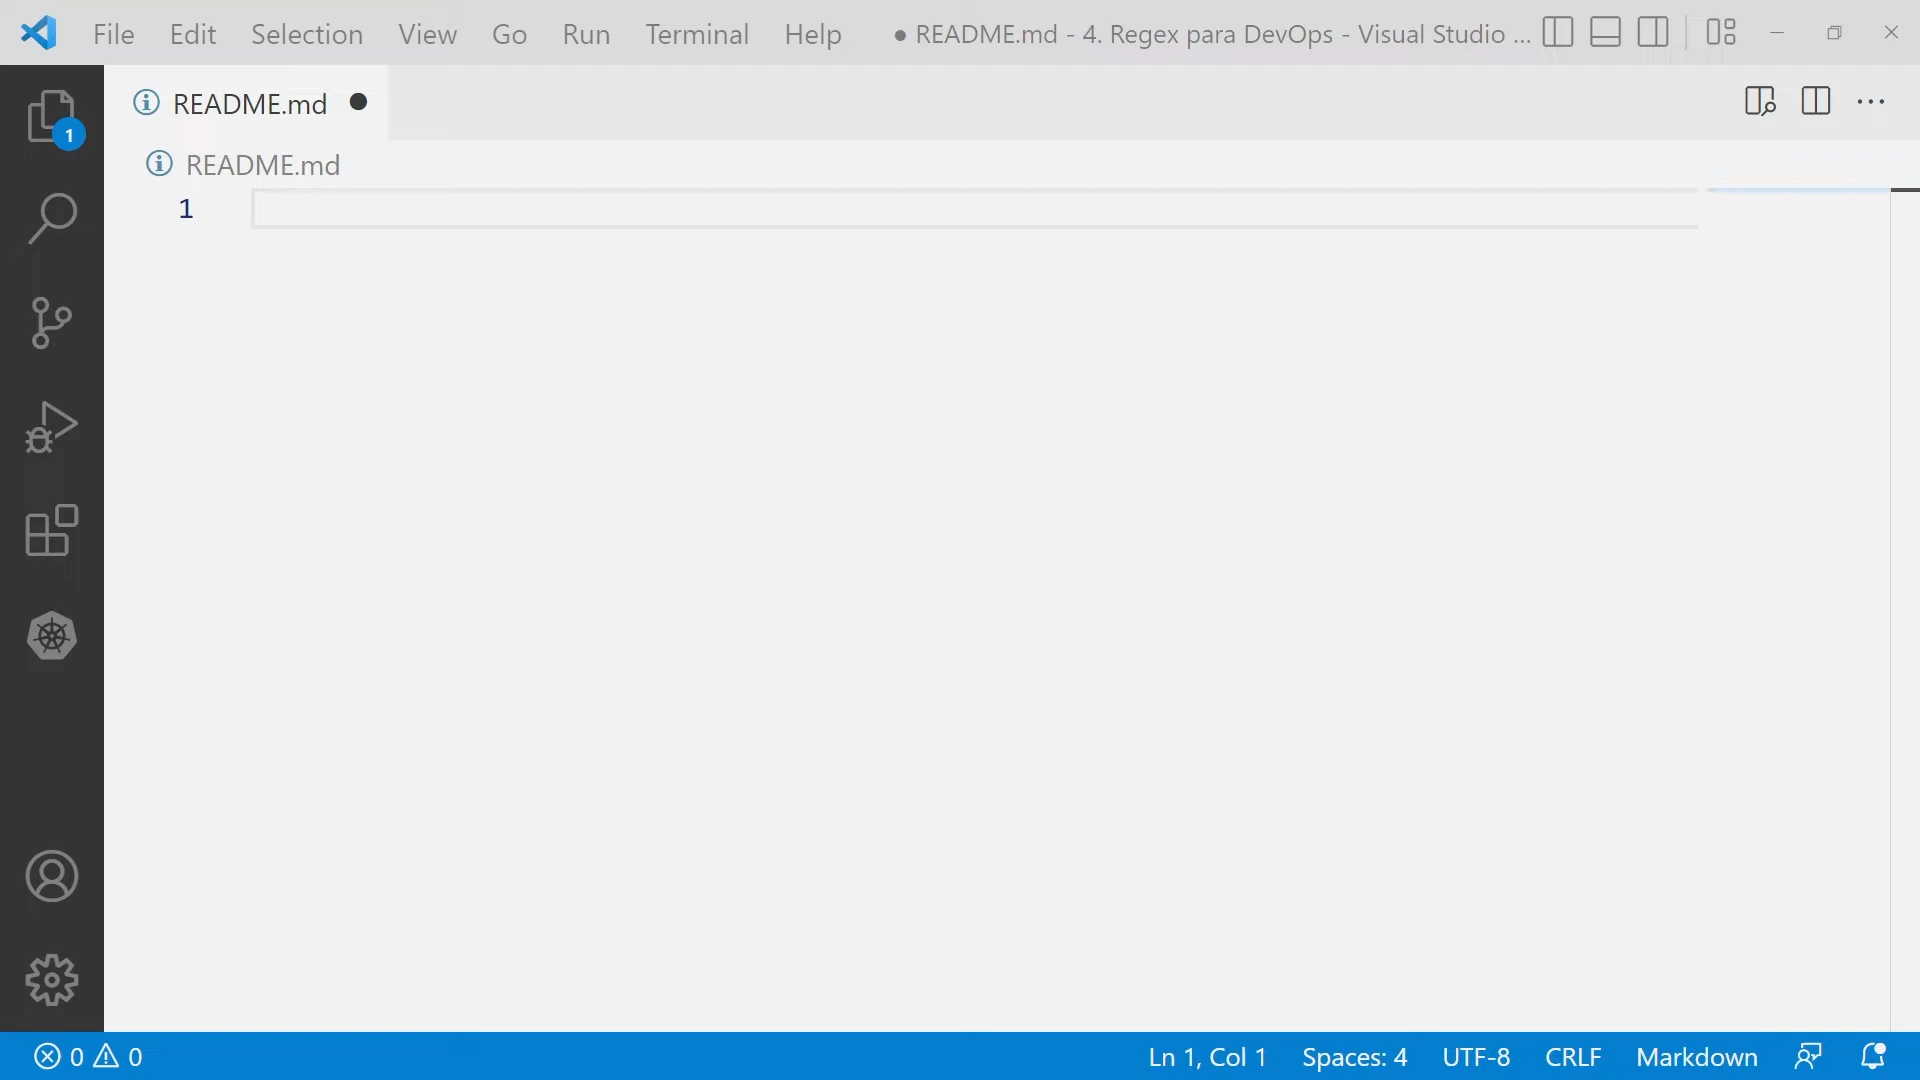 File Edit Selection View Go Run Terminal Help ● README.md - 4. Regex para DevOps - Visual Studio ...
README.md ●
1
README.md
1
0 0 Ln 1, Col 1 Spaces: 4 UTF-8 CRLF Markdown